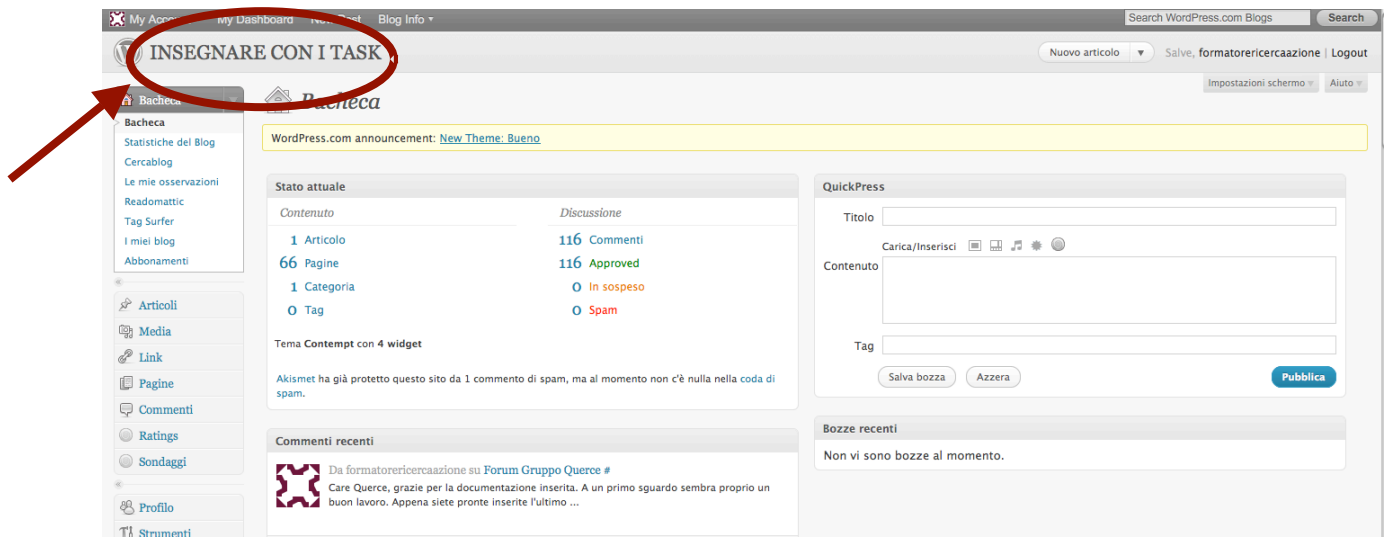 My Dashboard
Blog Info
Search WordPress.com Blogs
Search
INSEGNARE CON I TASK
Nuovo articolo
Salve, formatorericercaazione | Logout
Impostazioni schermo
Aiuto
Bacheca
Bacheca
WordPress.com announcement: New Theme: Bueno
Bacheca
Statistiche del Blog
Cercablog
Le mie osservazioni
Readomattic
Tag Surfer
I miei blog
Abbonamenti
Articoli
Media
Link
Pagine
Commenti
Ratings
Sondaggi
Profilo
Strumenti
Stato attuale
Contenuto
Discussione
1 Articolo
116 Commenti
66 Pagine
116 Approved
1 Categoria
0 In sospeso
0 Tag
0 Spam
Tema Contempt con 4 widget
Akismet ha già protetto questo sito da 1 commento di spam, ma al momento non c'è nulla nella coda di
spam.
Commenti recenti
Da formatorericercaazione su Forum Gruppo Querce #
Care Querce, grazie per la documentazione inserita. A un primo sguardo sembra proprio un
buon lavoro. Appena siete pronte inserite l'ultimo ...
QuickPress
Titolo
Carica/Inserisci
Contenuto
Tag
Salva bozza
Azzera
Pubblica
Bozze recenti
Non vi sono bozze al momento.